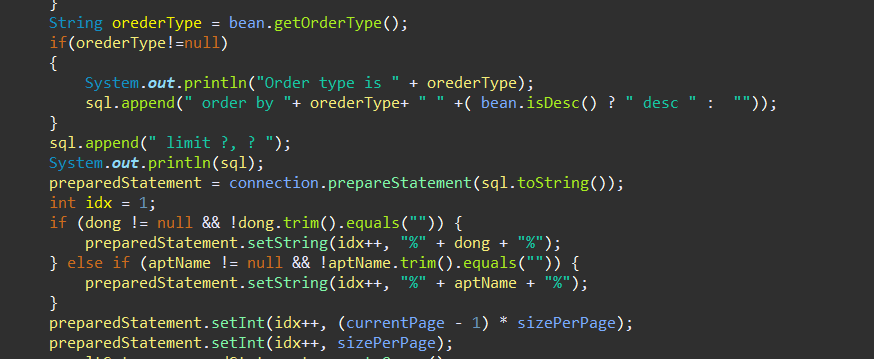 }
String orederType = bean.getOrderType();
if(orederType!=null)
{
System.out.println("Order type is " + orederType);
sql.append(" order by "+ orederType+ " " +( bean.isDesc() ? " desc " :  ""));
}
sql.append(" limit ?, ? ");
System.out.println(sql);
preparedStatement = connection.prepareStatement(sql.toString());
int idx = 1;
if (dong != null && !dong.trim().equals("")) {
preparedStatement.setString(idx++, "%" + dong + "%");
} else if (aptName != null && !aptName.trim().equals("")) {
preparedStatement.setString(idx++, "%" + aptName + "%");
}
preparedStatement.setInt(idx++, (currentPage - 1) * sizePerPage);
preparedStatement.setInt(idx++, sizePerPage);